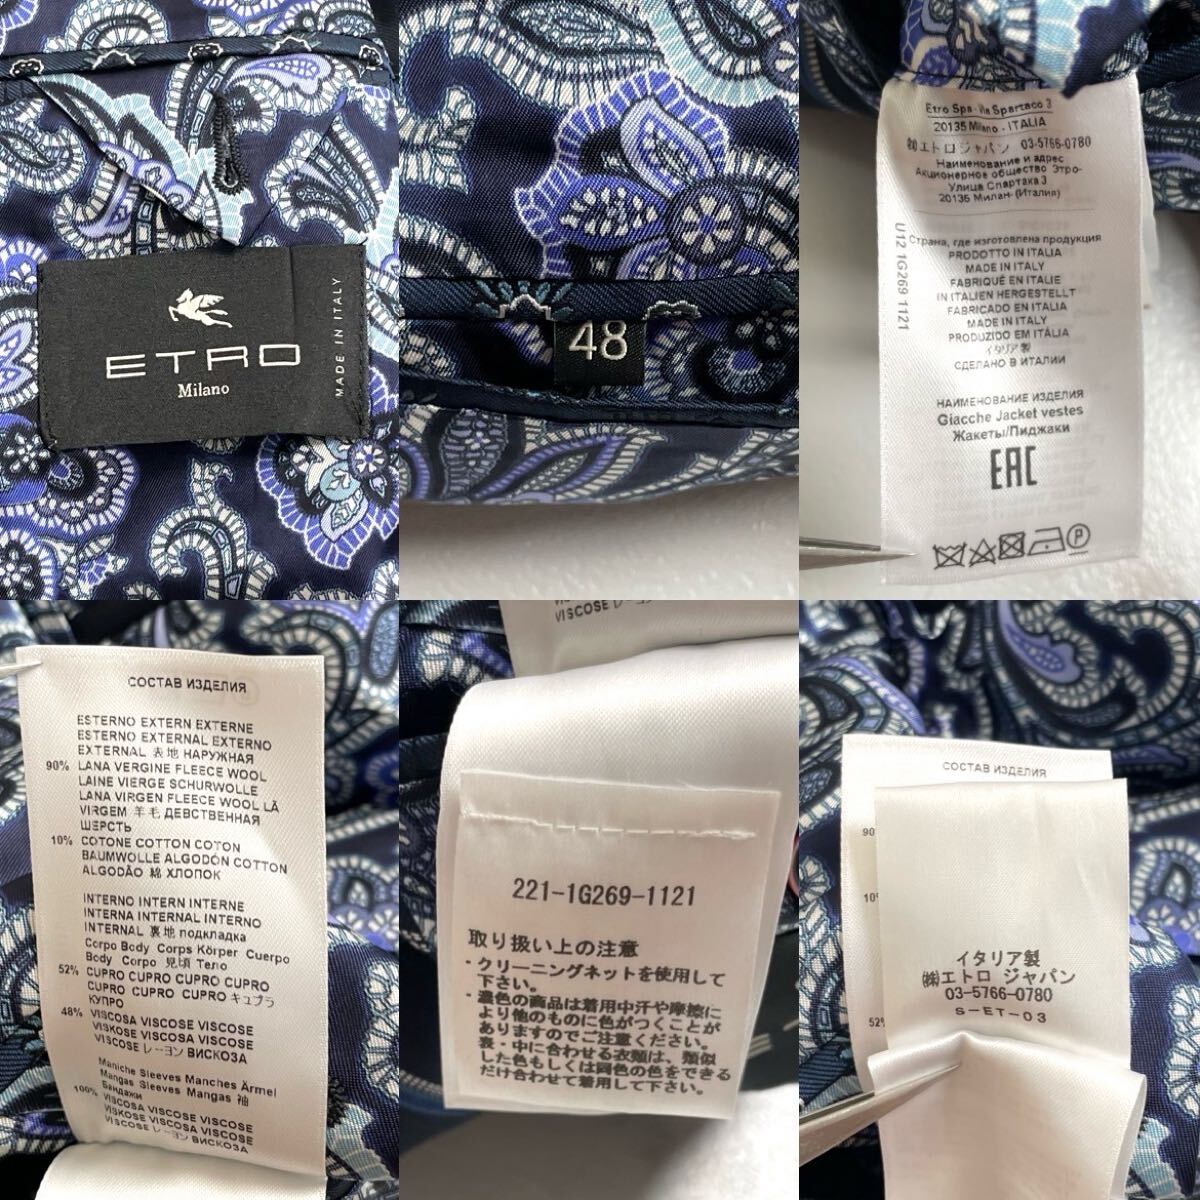 ETRO
Milano
MADE IN ITALY
48
Etro Spa - Via Spartaco 3
20135 Milano - ITALIA
㈱エトロジャパン 03-5766-0780
Наименование и адрес
Акционерное общество Этро-
Улица Спартака 3
20135 Милан- (Италия)
U12 1G269 1121
Страна, где изготовлена продукция
PRODOTTO IN ITALIA
MADE IN ITALY
FABRIQUÉ EN ITALIE
IN ITALIEN HERGESTELLT
FABRICADO EN ITALIA
MADE IN ITALY
PRODUZIDO EM ITÁLIA
イタリア製
СДЕЛАНО В ИТАЛИИ
НАИМЕНОВАНИЕ ИЗДЕЛИЯ
Giacche Jacket vestes
Жакеты/Пиджаки
EAC
P
СОСТАВ ИЗДЕЛИЯ
ESTERNO EXTERN EXTERNE
ESTERNO EXTERNAL EXTERNO
EXTERNAL 表地 НАРУЖНАЯ
90% LANA VERGINE FLEECE WOOL
LAINE VIERGE SCHURWOLLE
LANA VIRGEN FLEECE WOOL LÃ
VIRGEM 羊毛 ДЕВСТВЕННАЯ
ШЕРСТЬ
10% COTONE COTTON COTON
BAUMWOLLE ALGODÓN COTTON
ALGODÃO 綿 ХЛОПОК
INTERNO INTERN INTERNE
INTERNA INTERNAL INTERNO
INTERNAL 裏地 подкладка
Corpo Body Corps Körper Cuerpo
Body Corpo 見頃 Тело
52% CUPRO CUPRO CUPRO CUPRO
CUPRO CUPRO CUPRO キュプラ
КУПРО
48% VISCOSA VISCOSE VISCOSE
VISKOSE VISCOSA VISCOSE
VISCOSE レーヨン ВИСКОЗА
Maniche Sleeves Manches Ärmel
Mangas Sleeves Mangas 袖
Бандажи
100% VISCOSA VISCOSE VISCOSE
VISKOSE VISCOSA VISCOSE
VISCOSE レーヨン ВИСКОЗА
VISCOSE レーヨン ВИСКОЗА
221-1G269-1121
取り扱い上の注意
・クリーニングネットを使用して
下さい。
・濃色の商品は着用中汗や摩擦に
より他のものに色がつくことが
ありますのでご注意ください。
表・中に合わせる衣類は、類似
した色もしくは同色の色をできる
だけ合わせて着用して下さい。
СОСТАВ ИЗДЕЛИЯ
90
10
52
イタリア製
㈱エトロ ジャパン
03-5766-0780
S-ET-03